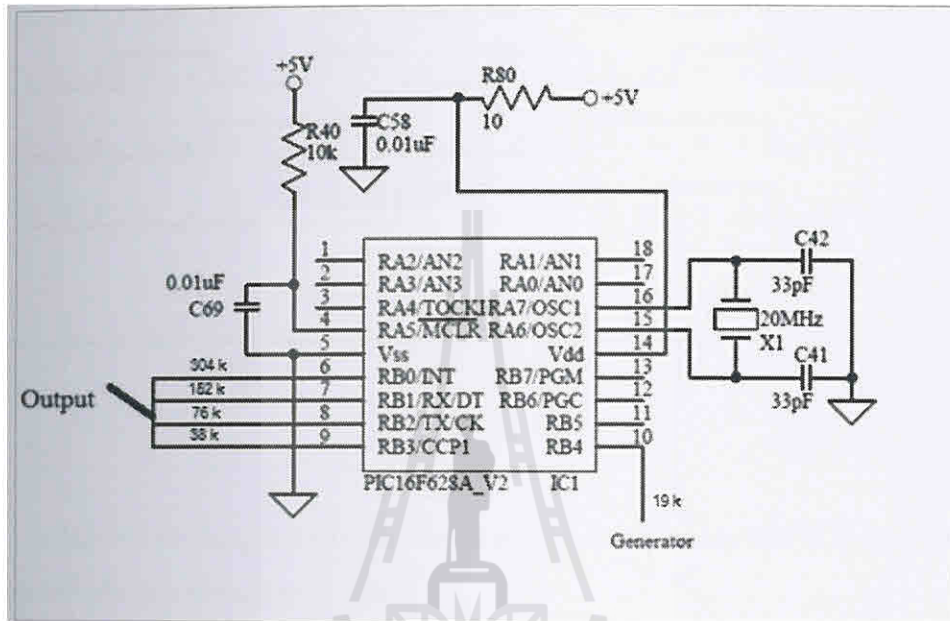 +5V
R80
+5V
10
R40
10k
C58
0.01uF
0.01uF
C69
1 RA2/AN2 RA1/AN1 18
2 RA3/AN3 RA0/AN0 17
3 RA4/TOCKI RA7/OSC1 16
4 RA5/MCLR RA6/OSC2 15
5 Vss Vdd 14
6 RB0/INT RB7/PGM 13
7 RB1/RX/DT RB6/PGC 12
8 RB2/TX/CK RB5 11
9 RB3/CCP1 RB4 10
PIC16F628A_V2 IC1
304 k
152 k
76 k
38 k
Output
19 k
Generator
C42
33pF
20MHz
X1
C41
33pF